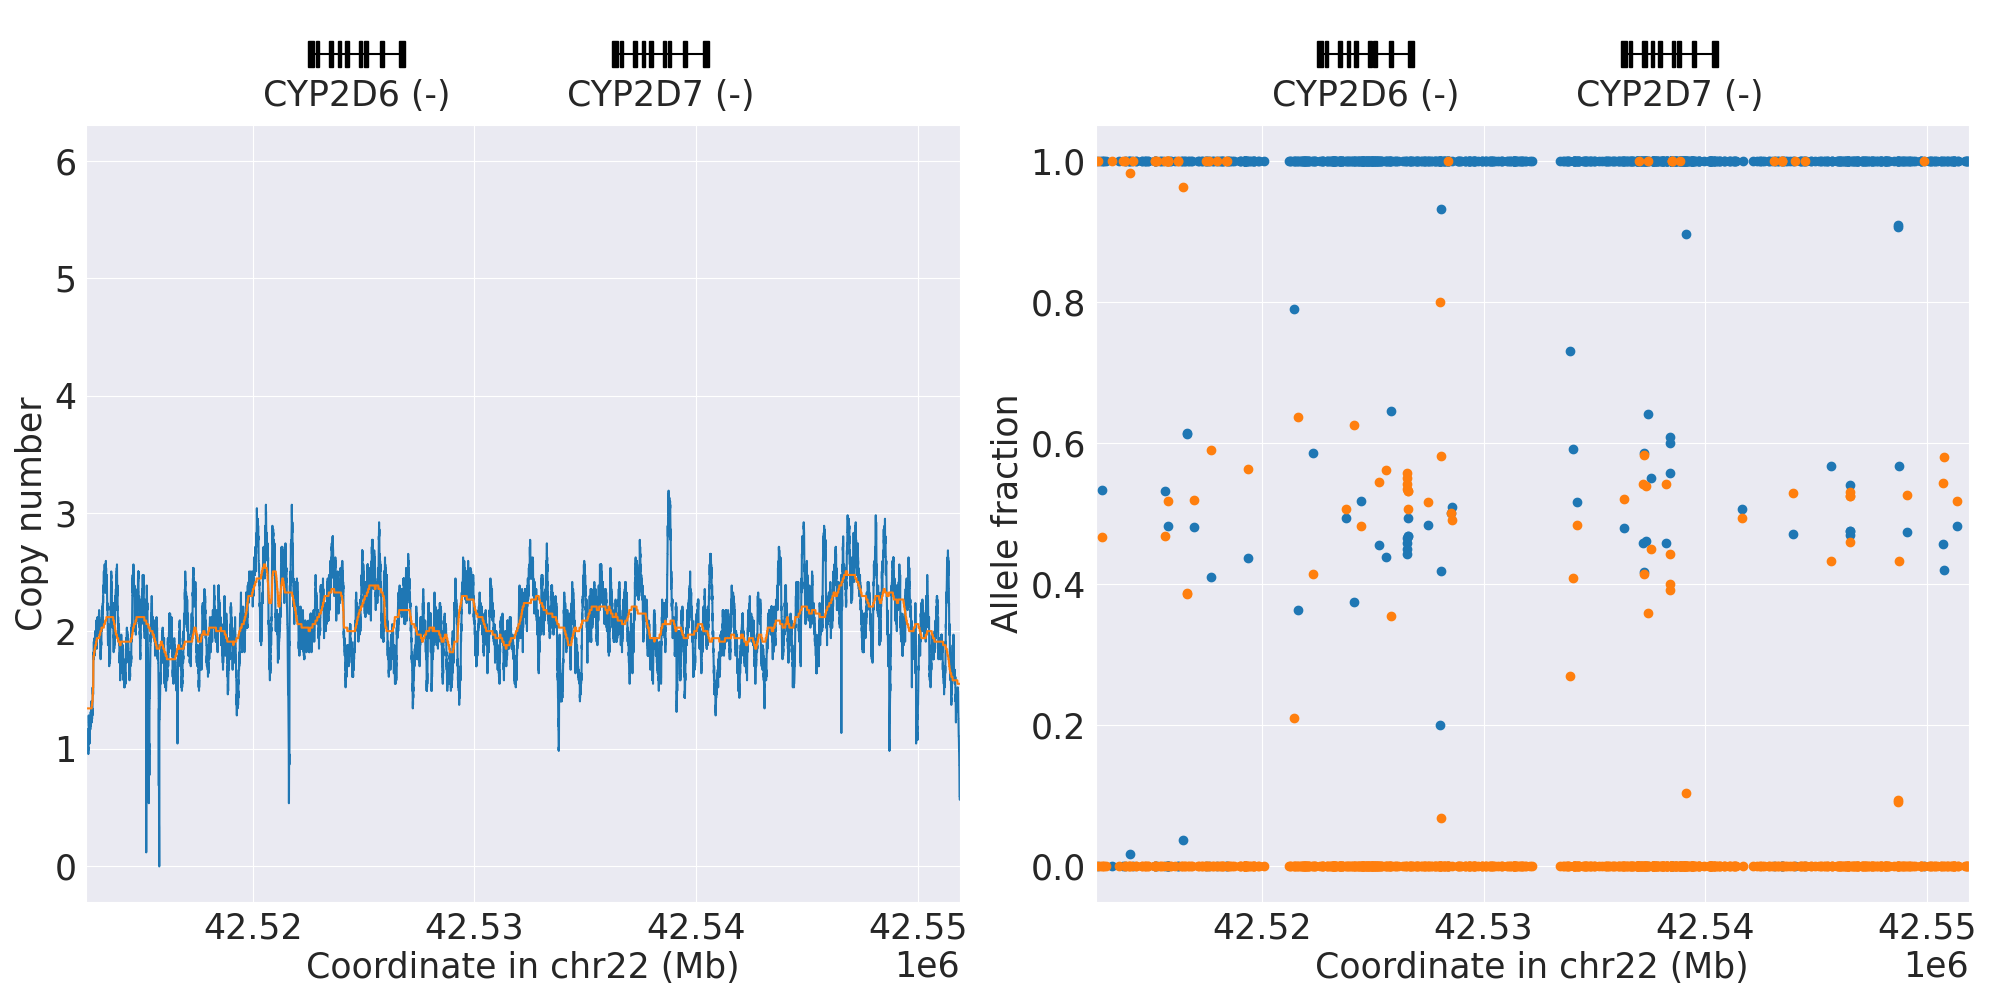 CYP2D6 (-) CYP2D7 (-)
CYP2D6 (-) CYP2D7 (-)
Copy number
6
5
4
3
2
1
0
42.52 42.53 42.54 42.55
Coordinate in chr22 (Mb) 1e6
Allele fraction
1.0
0.8
0.6
0.4
0.2
0.0
42.52 42.53 42.54 42.55
Coordinate in chr22 (Mb) 1e6